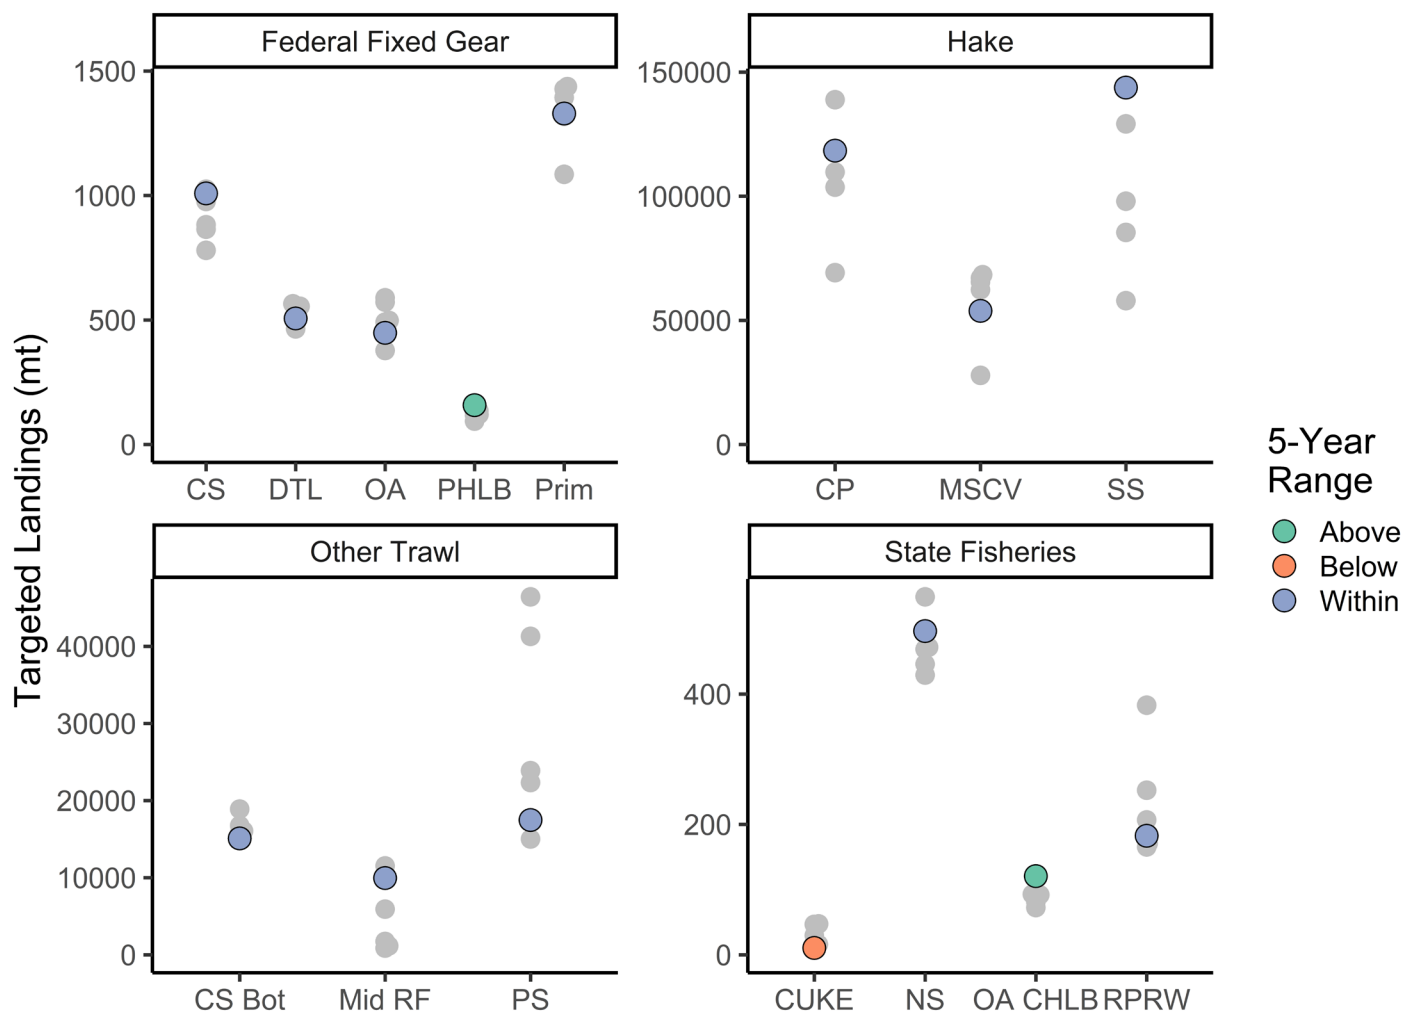 Federal Fixed Gear
Hake
1500
1000
500
0
150000
100000
50000
0
CS DTL OA PHLB Prim
CP MSCV SS
Targeted Landings (mt)
Other Trawl
State Fisheries
40000
30000
20000
10000
0
400
200
0
CS Bot Mid RF PS
CUKE NS OA CHLB RPRW
5-Year
Range
Above
Below
Within